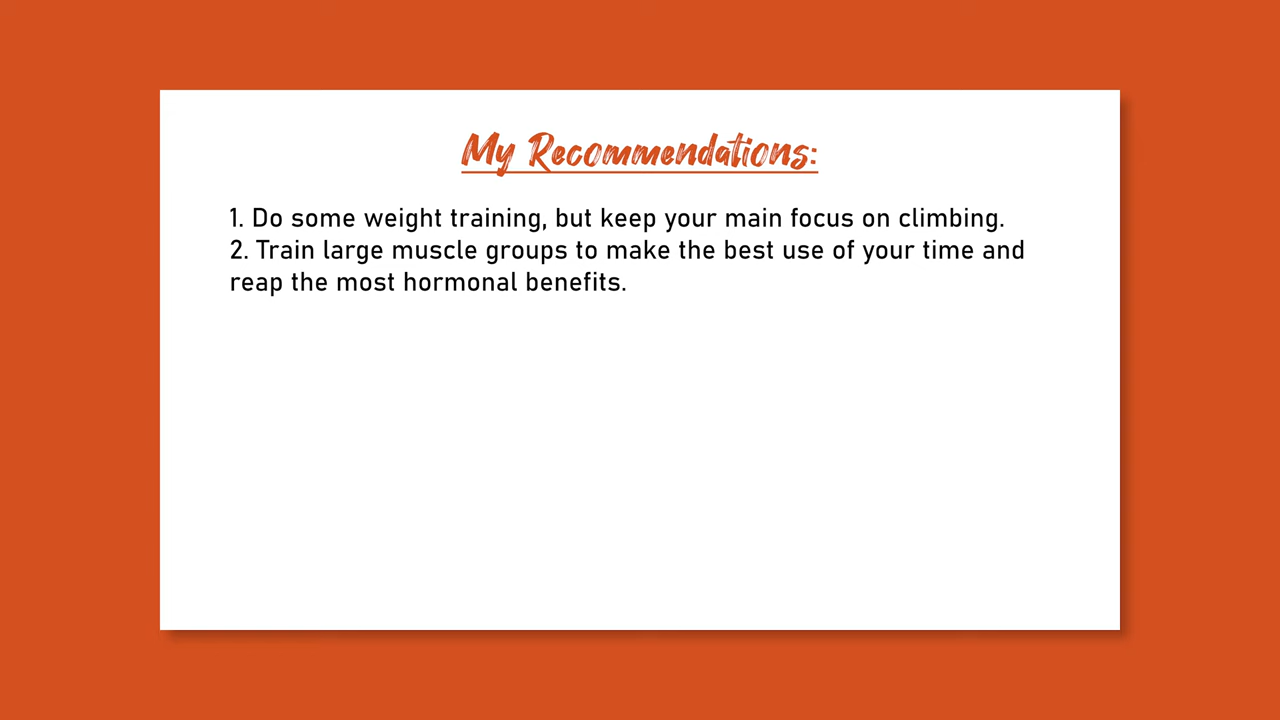 My Recommendations:
1. Do some weight training, but keep your main focus on climbing.
2. Train large muscle groups to make the best use of your time and
reap the most hormonal benefits.